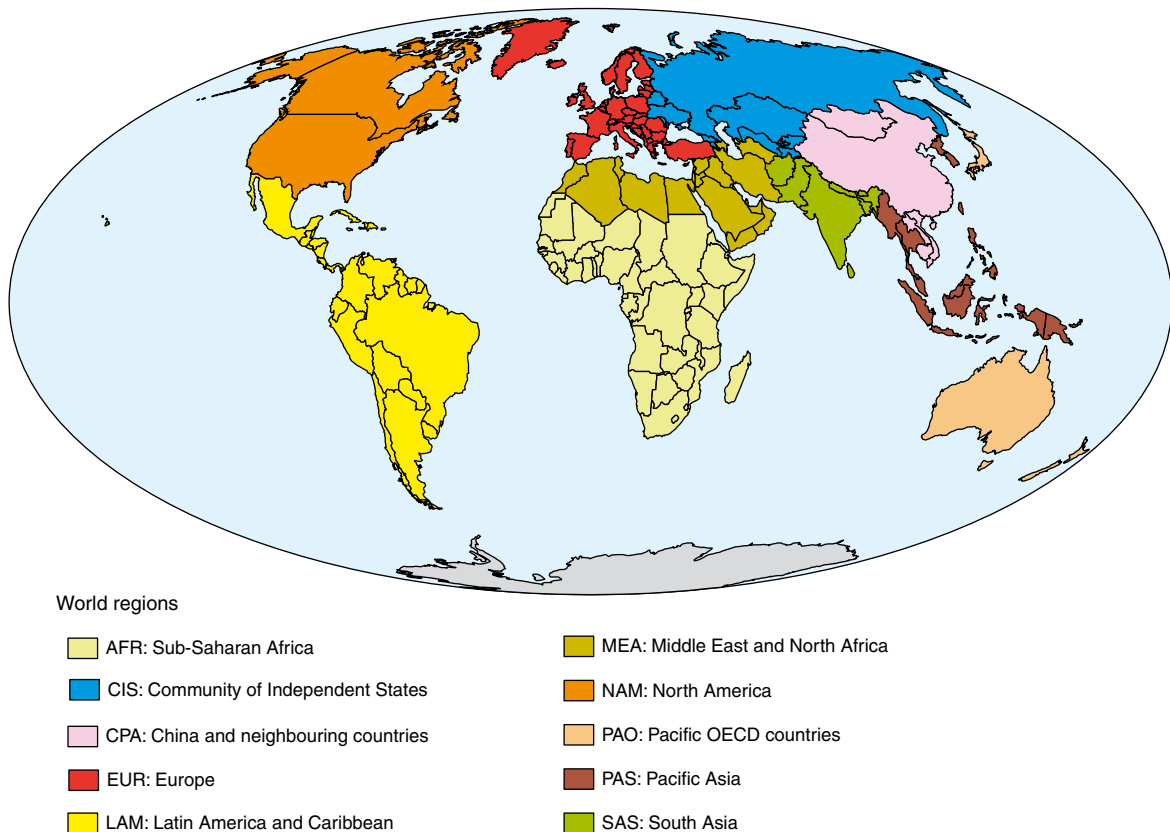 World regions
AFR: Sub-Saharan Africa
CIS: Community of Independent States
CPA: China and neighbouring countries
EUR: Europe
LAM: Latin America and Caribbean
MEA: Middle East and North Africa
NAM: North America
PAO: Pacific OECD countries
PAS: Pacific Asia
SAS: South Asia